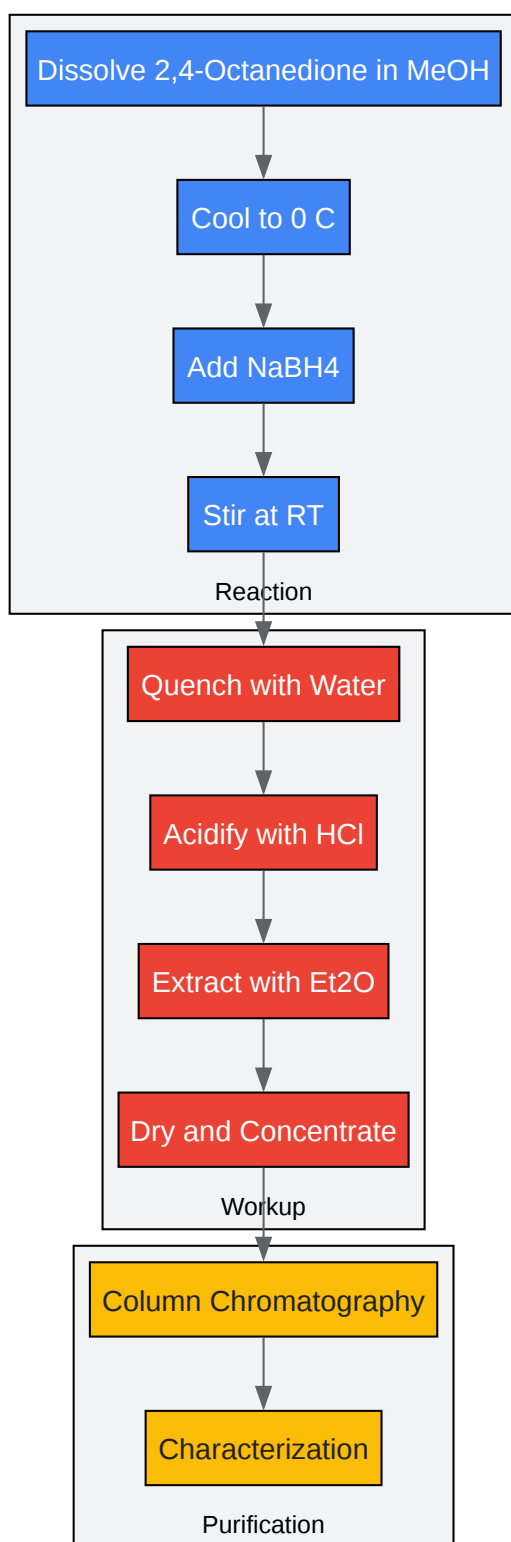 Dissolve 2,4-Octanedione in MeOH
Cool to 0 C
Add NaBH4
Stir at RT
Reaction
Quench with Water
Acidify with HCl
Extract with Et2O
Dry and Concentrate
Workup
Column Chromatography
Characterization
Purification